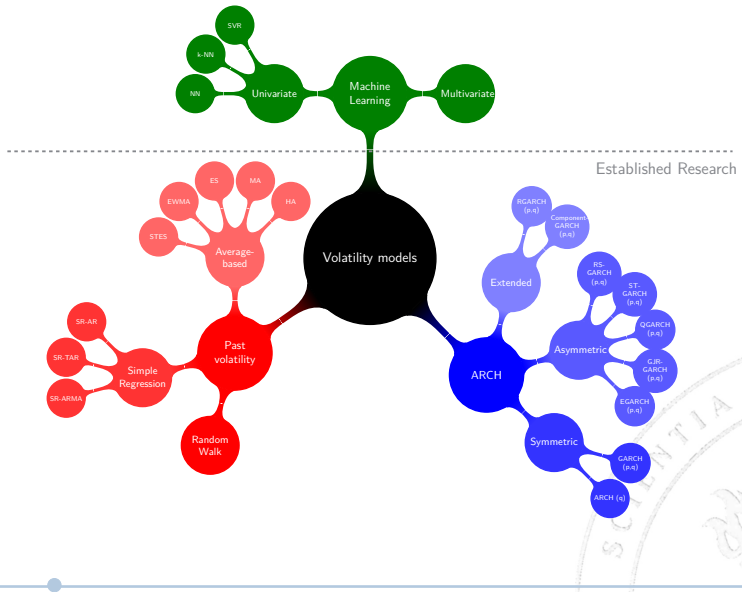 SVR
k-NN
NN
Univariate
Machine
Learning
Multivariate
Established Research
ES
MA
EWMA
HA
STES
Average-
based
Volatility models
RGARCH
(p,q)
Component-
GARCH
(p,q)
Extended
RS-
GARCH
(p,q)
ST-
GARCH
(p,q)
QGARCH
(p,q)
GJR-
GARCH
(p,q)
EGARCH
(p,q)
Asymmetric
SR-AR
SR-TAR
SR-ARMA
Simple
Regression
Past
volatility
ARCH
Random
Walk
Symmetric
GARCH
(p,q)
ARCH (q)
SCIENTIA